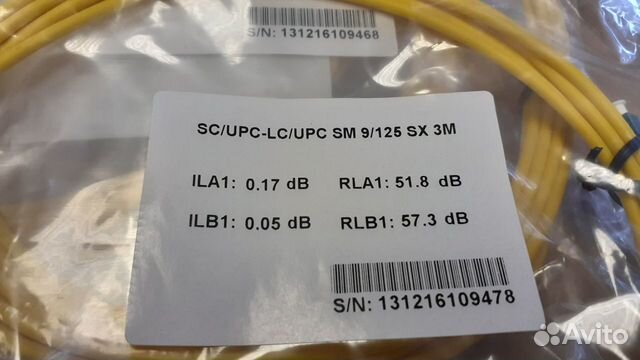 S/N: 131216109468
SC/UPC-LC/UPC SM 9/125 SX 3M
ILA1: 0.17 dB RLA1: 51.8 dB
ILB1: 0.05 dB RLB1: 57.3 dB
S/N: 131216109478
Avito